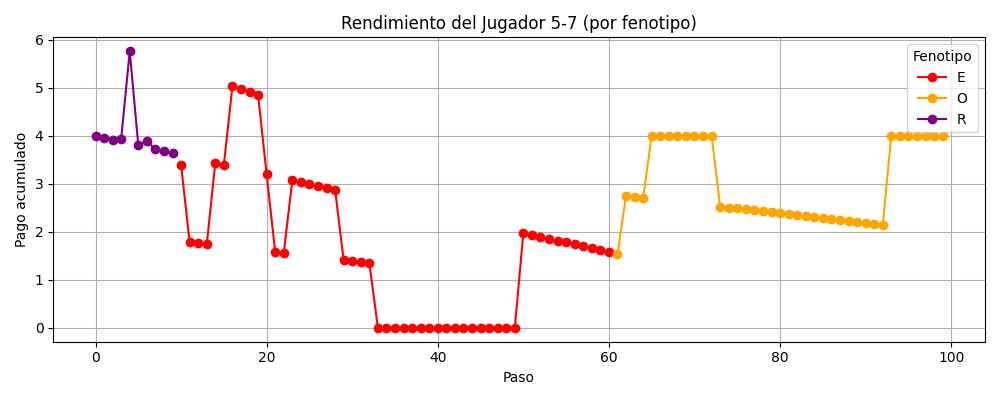 Rendimiento del Jugador 5-7 (por fenotipo)
Pago acumulado
6
5
4
3
2
1
0
Fenotipo
E
O
R
0 20 40 60 80 100
Paso